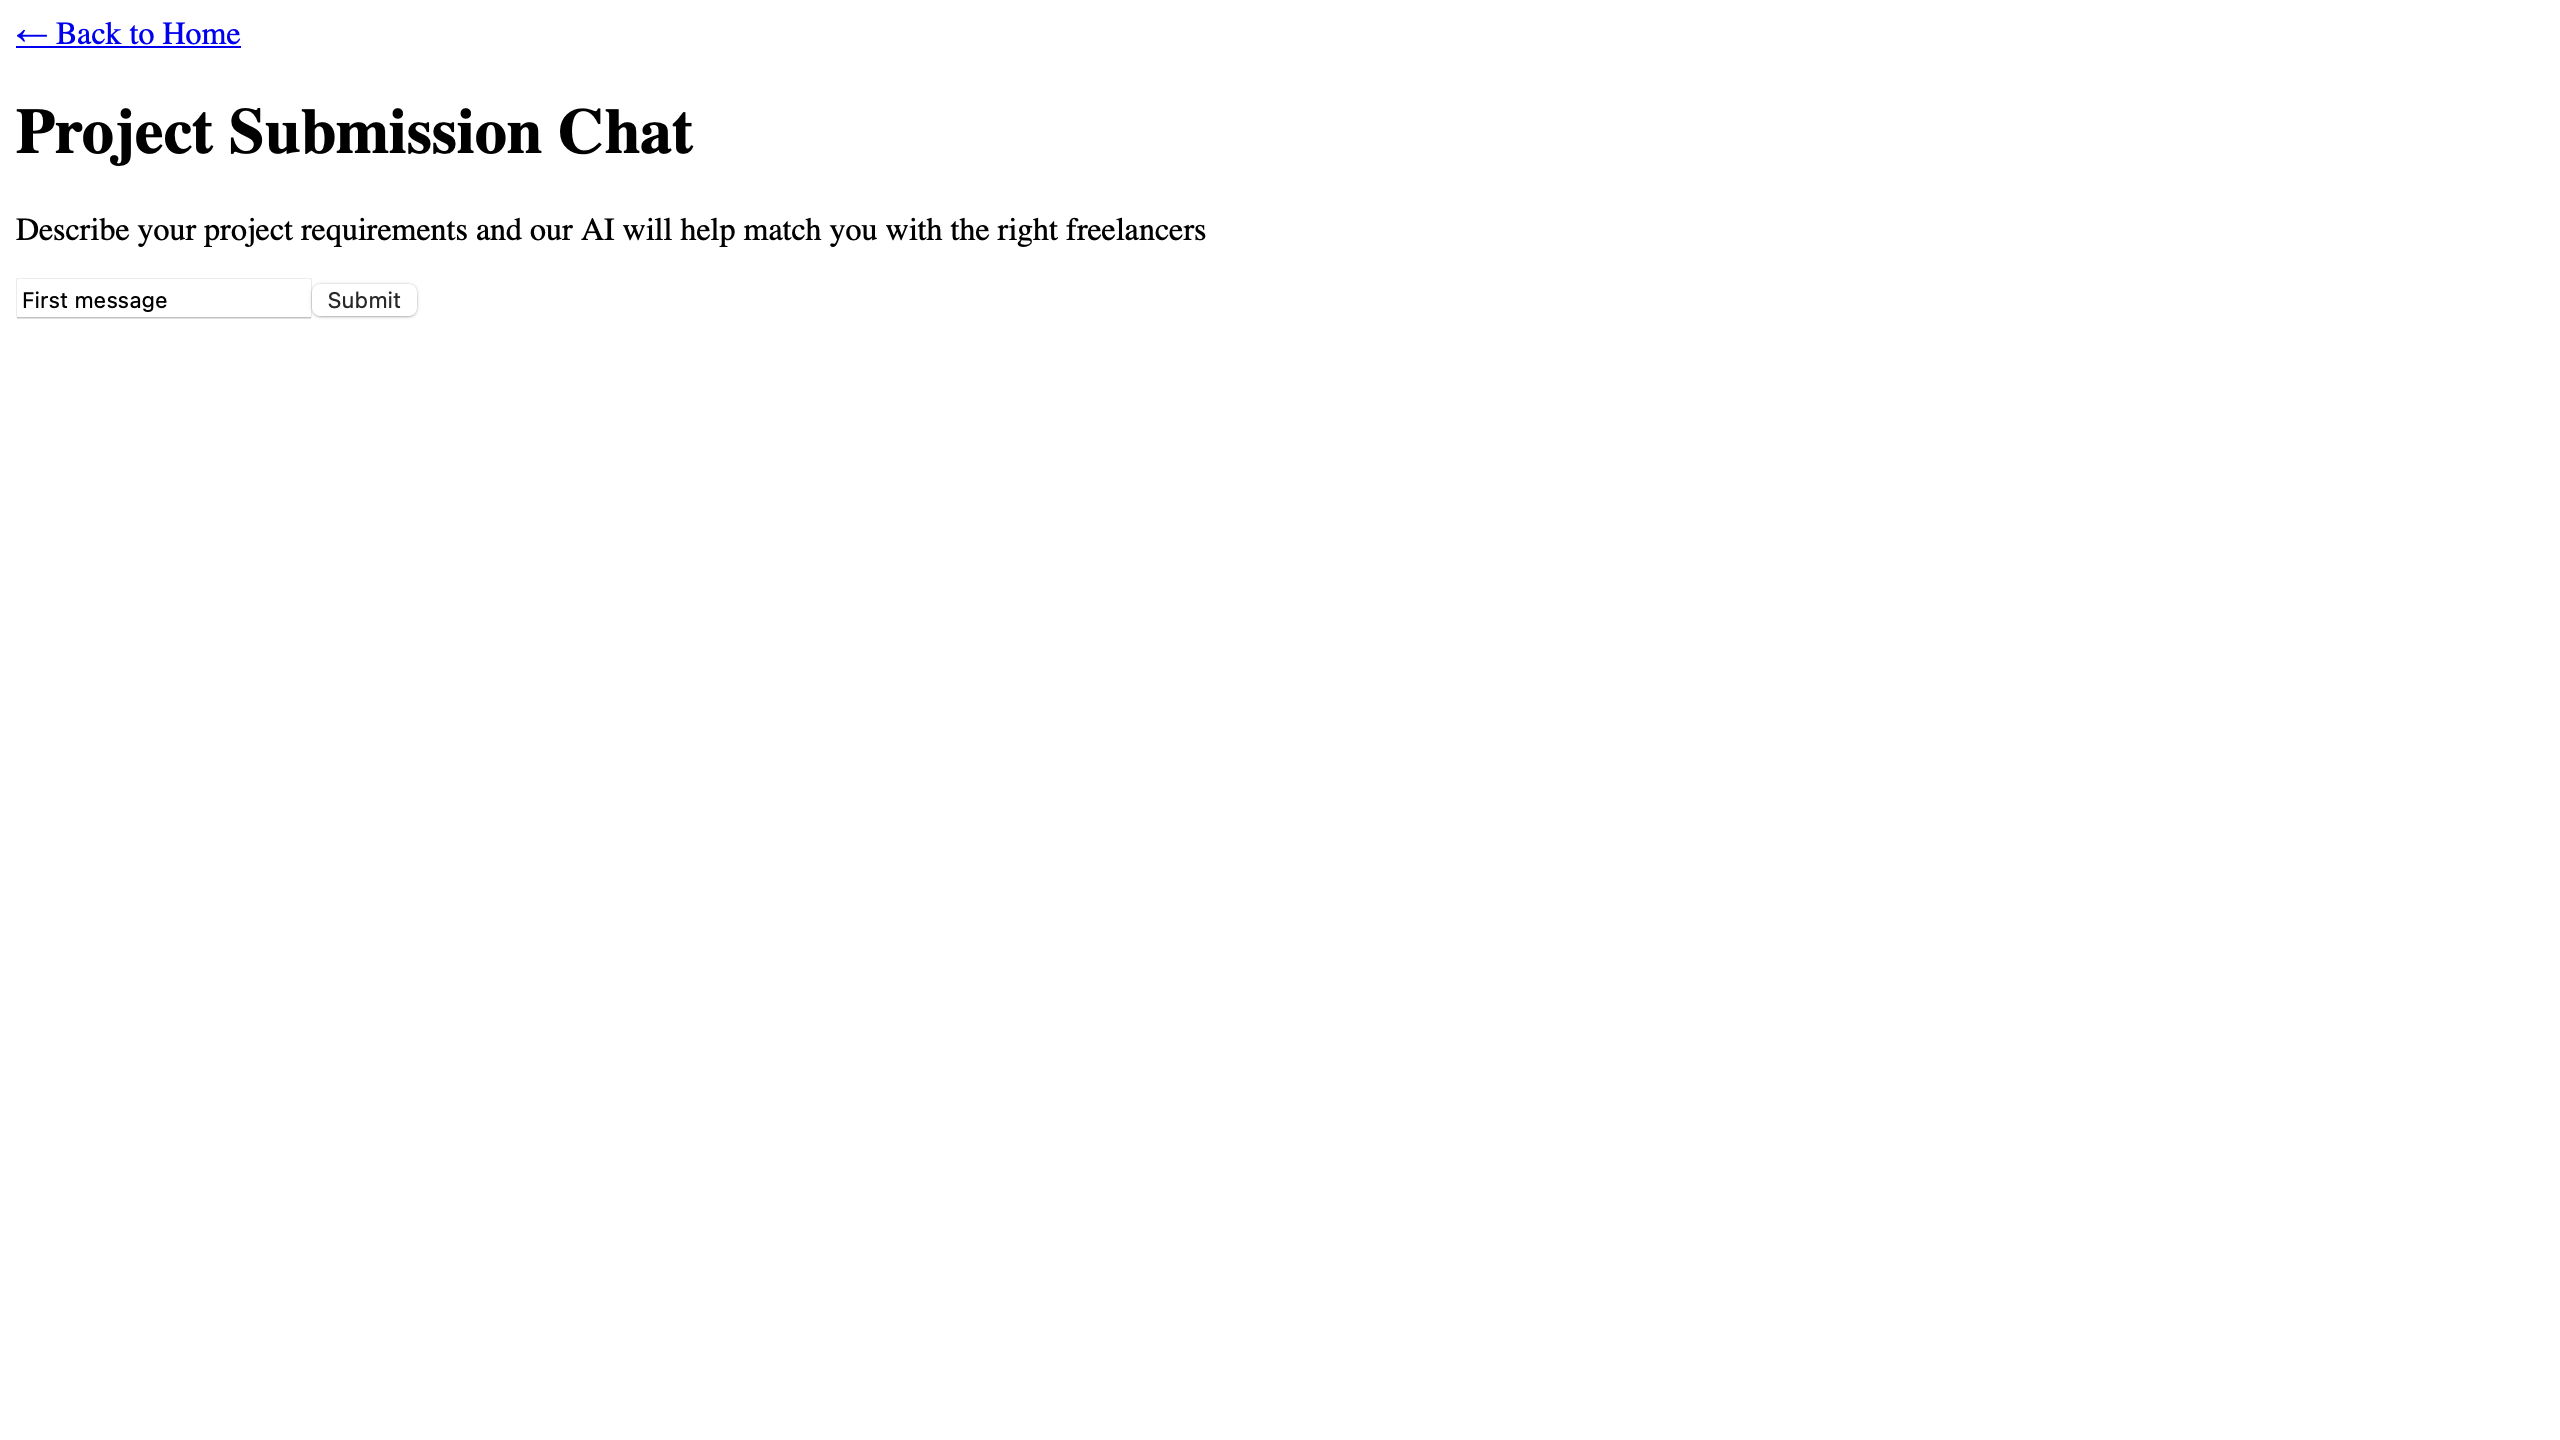 ← Back to Home
Project Submission Chat
Describe your project requirements and our AI will help match you with the right freelancers
First message Submit